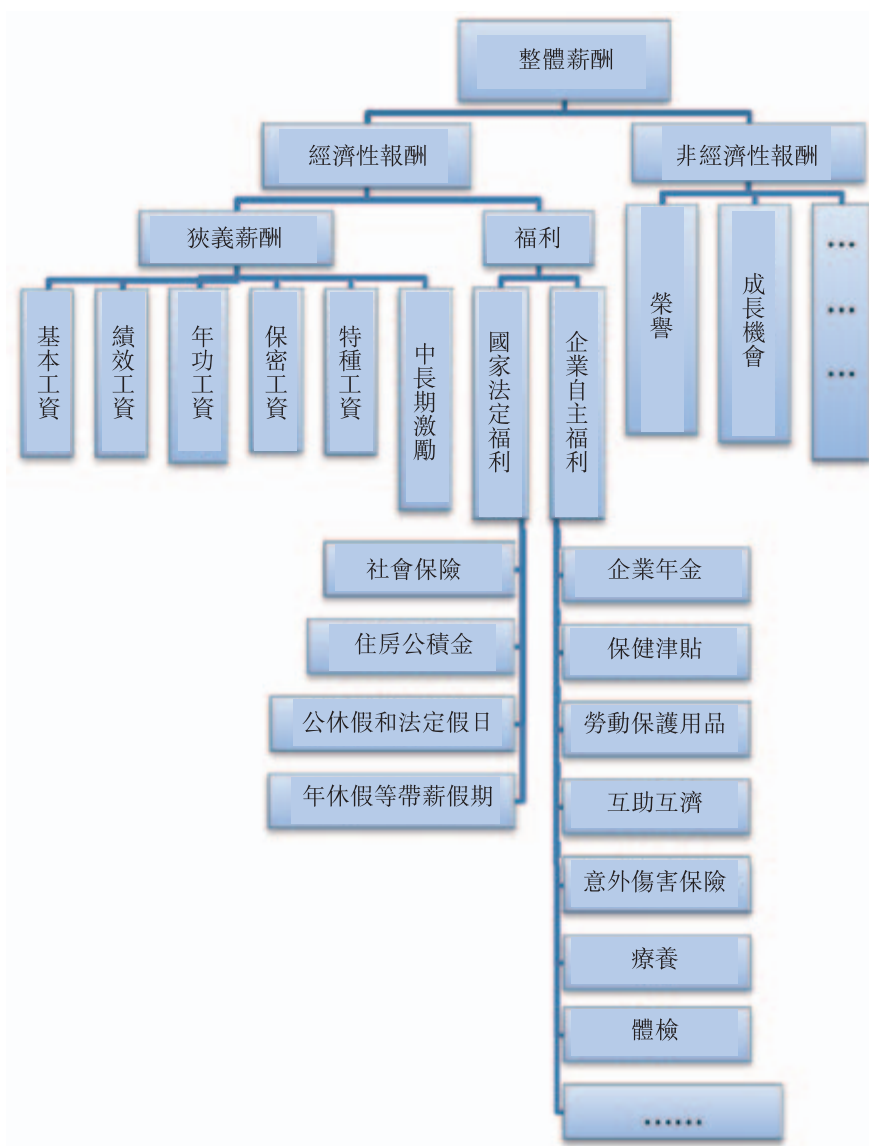 整體薪酬
經濟性報酬
非經濟性報酬
狹義薪酬
福利
榮譽
成長機會
…
…
…
基本工資
績效工資
年功工資
保密工資
特種工資
中長期激勵
國家法定福利
企業自主福利
社會保險
住房公積金
公休假和法定假日
年休假等帶薪假期
企業年金
保健津貼
勞動保護用品
互助互濟
意外傷害保險
療養
體檢
……